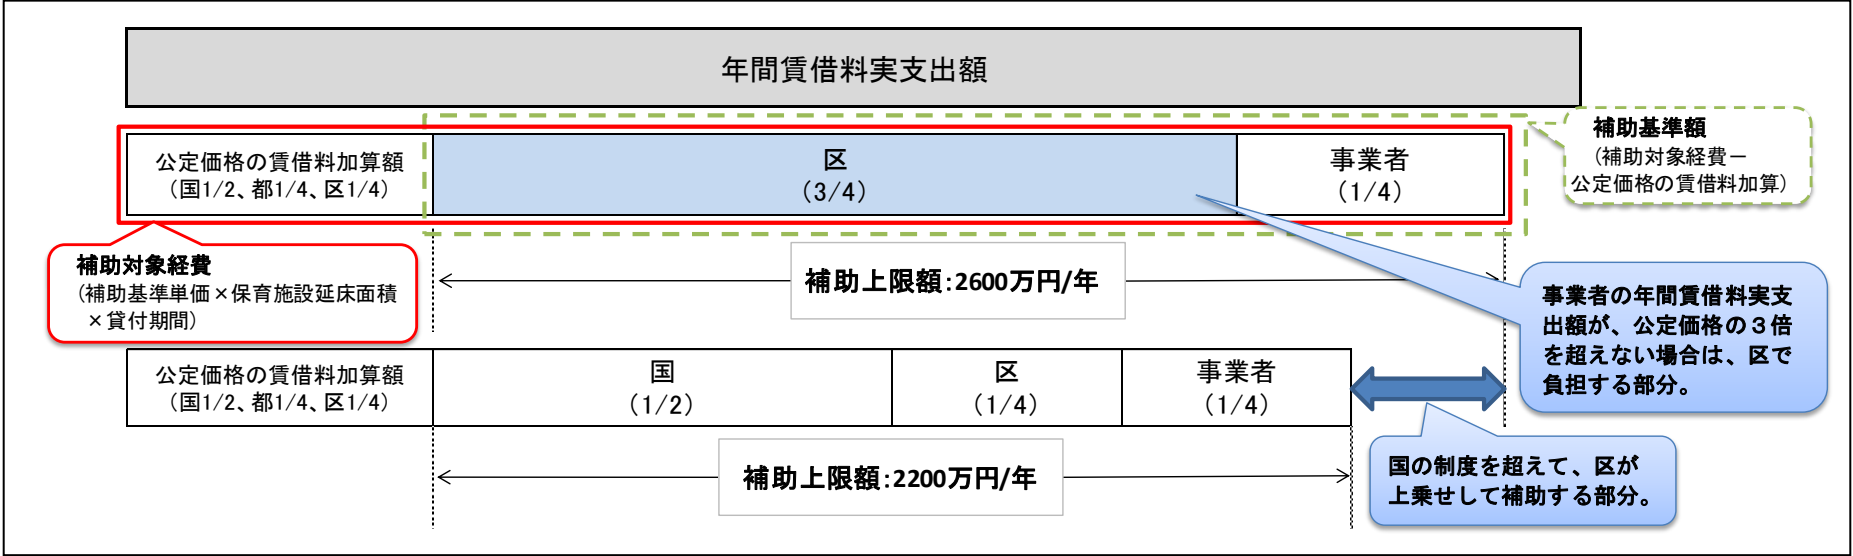 年間賃借料実支出額
公定価格の賃借料加算額
（国1/2、都1/4、区1/4）
区
（3/4）
事業者
（1/4）
補助基準額
（補助対象経費－
公定価格の賃借料加算）
補助対象経費
（補助基準単価×保育施設延床面積
×貸付期間）
補助上限額：2600万円/年
事業者の年間賃借料実支
出額が、公定価格の３倍
を超えない場合は、区で
負担する部分。
公定価格の賃借料加算額
（国1/2、都1/4、区1/4）
国
（1/2）
区
（1/4）
事業者
（1/4）
補助上限額：2200万円/年
国の制度を超えて、区が
上乗せして補助する部分。